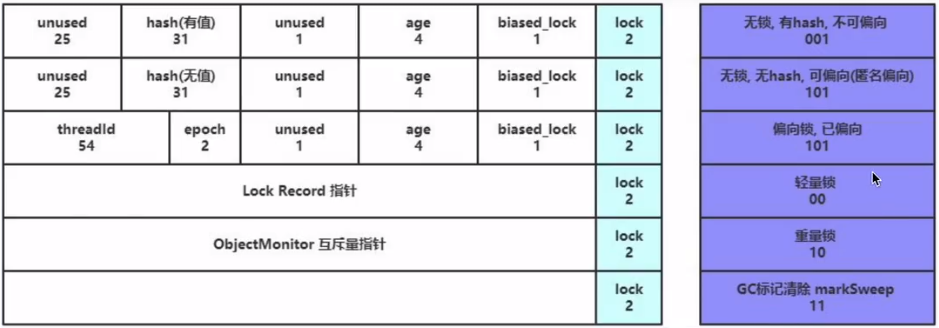 unused hash(有值) unused age biased_lock lock 无锁, 有hash, 不可偏向
25 31 1 4 1 2 001
unused hash(无值) unused age biased_lock lock 无锁, 无hash, 可偏向(匿名偏向)
25 31 1 4 1 2 101
threadId epoch unused age biased_lock lock 偏向锁, 已偏向
54 2 1 4 1 2 101
Lock Record 指针 lock 轻量锁
2 00
ObjectMonitor 互斥量指针 lock 重量锁
2 10
lock GC标记清除 markSweep
2 11